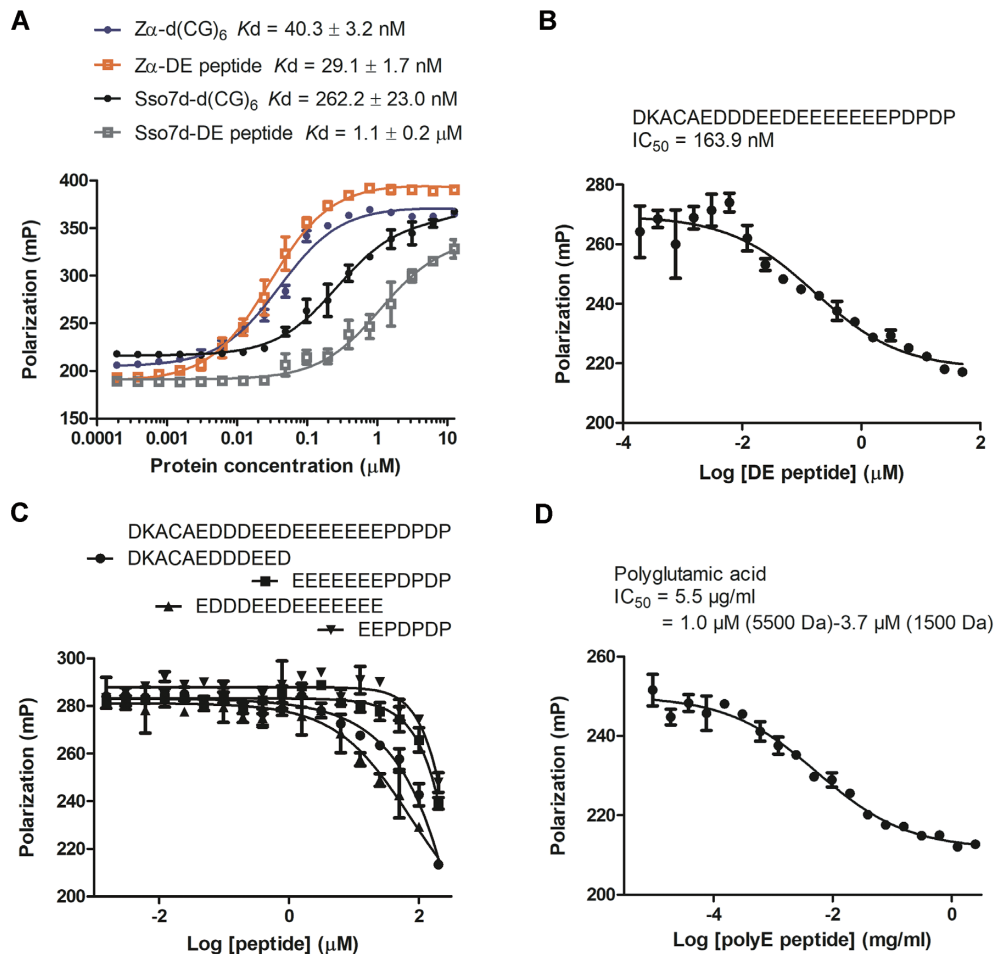 A
Zα-d(CG)₆ Kd = 40.3 ± 3.2 nM
Zα-DE peptide Kd = 29.1 ± 1.7 nM
Sso7d-d(CG)₆ Kd = 262.2 ± 23.0 nM
Sso7d-DE peptide Kd = 1.1 ± 0.2 μM
400
350
300
250
200
150
Polarization (mP)
0.0001 0.001 0.01 0.1 1 10
Protein concentration (μM)
B
DKACAEDDDEEDEEEEEEEEPDPDP
IC₅₀ = 163.9 nM
280
260
240
220
200
Polarization (mP)
-4 -2 0 2
Log [DE peptide] (μM)
C
DKACAEDDDEEDEEEEEEEEPDPDP
DKACAEDDDEED
EEEEEEEPDPDP
EDDDEEDEEEEEEE
EEPDPDP
300
280
260
240
220
200
Polarization (mP)
-2 0 2
Log [peptide] (μM)
D
Polyglutamic acid
IC₅₀ = 5.5 μg/ml
= 1.0 μM (5500 Da)-3.7 μM (1500 Da)
260
240
220
200
Polarization (mP)
-4 -2 0
Log [polyE peptide] (mg/ml)